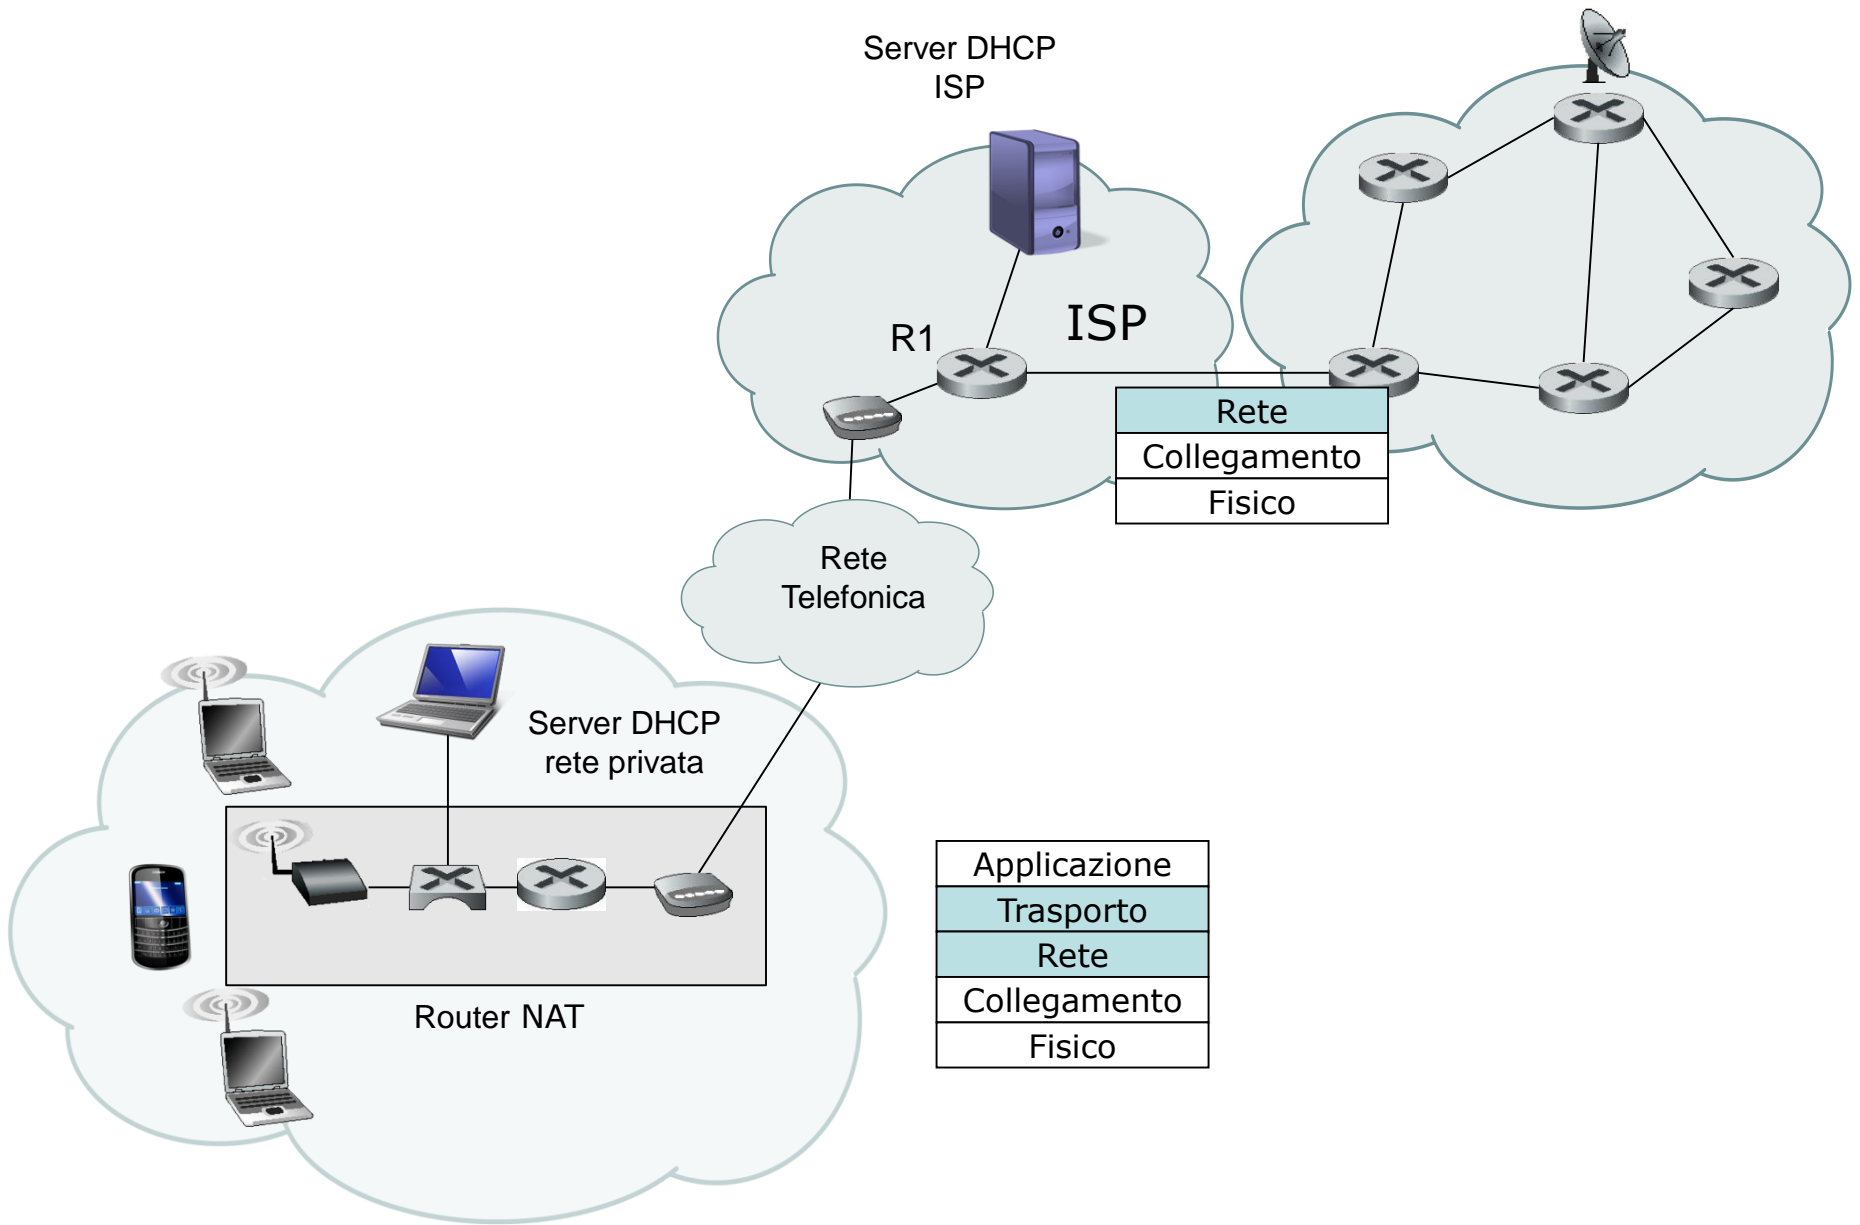 Server DHCP
ISP
ISP
R1
Rete
Collegamento
Fisico
Rete
Telefonica
Server DHCP
rete privata
Router NAT
Applicazione
Trasporto
Rete
Collegamento
Fisico